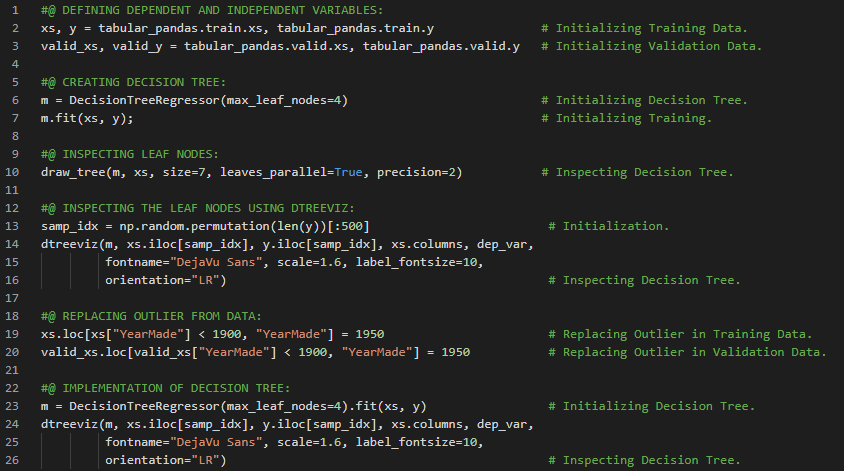 1 #@ DEFINING DEPENDENT AND INDEPENDENT VARIABLES:
2 xs, y = tabular_pandas.train.xs, tabular_pandas.train.y # Initializing Training Data.
3 valid_xs, valid_y = tabular_pandas.valid.xs, tabular_pandas.valid.y # Initializing Validation Data.
4
5 #@ CREATING DECISION TREE:
6 m = DecisionTreeRegressor(max_leaf_nodes=4) # Initializing Decision Tree.
7 m.fit(xs, y); # Initializing Training.
8
9 #@ INSPECTING LEAF NODES:
10 draw_tree(m, xs, size=7, leaves_parallel=True, precision=2) # Inspecting Decision Tree.
11
12 #@ INSPECTING THE LEAF NODES USING DTREEVIZ:
13 samp_idx = np.random.permutation(len(y))[:500] # Initialization.
14 dtreeviz(m, xs.iloc[samp_idx], y.iloc[samp_idx], xs.columns, dep_var,
15 fontname="DejaVu Sans", scale=1.6, label_fontsize=10,
16 orientation="LR") # Inspecting Decision Tree.
17
18 #@ REPLACING OUTLIER FROM DATA:
19 xs.loc[xs["YearMade"] < 1900, "YearMade"] = 1950 # Replacing Outlier in Training Data.
20 valid_xs.loc[valid_xs["YearMade"] < 1900, "YearMade"] = 1950 # Replacing Outlier in Validation Data.
21
22 #@ IMPLEMENTATION OF DECISION TREE:
23 m = DecisionTreeRegressor(max_leaf_nodes=4).fit(xs, y) # Initializing Decision Tree.
24 dtreeviz(m, xs.iloc[samp_idx], y.iloc[samp_idx], xs.columns, dep_var,
25 fontname="DejaVu Sans", scale=1.6, label_fontsize=10,
26 orientation="LR") # Inspecting Decision Tree.